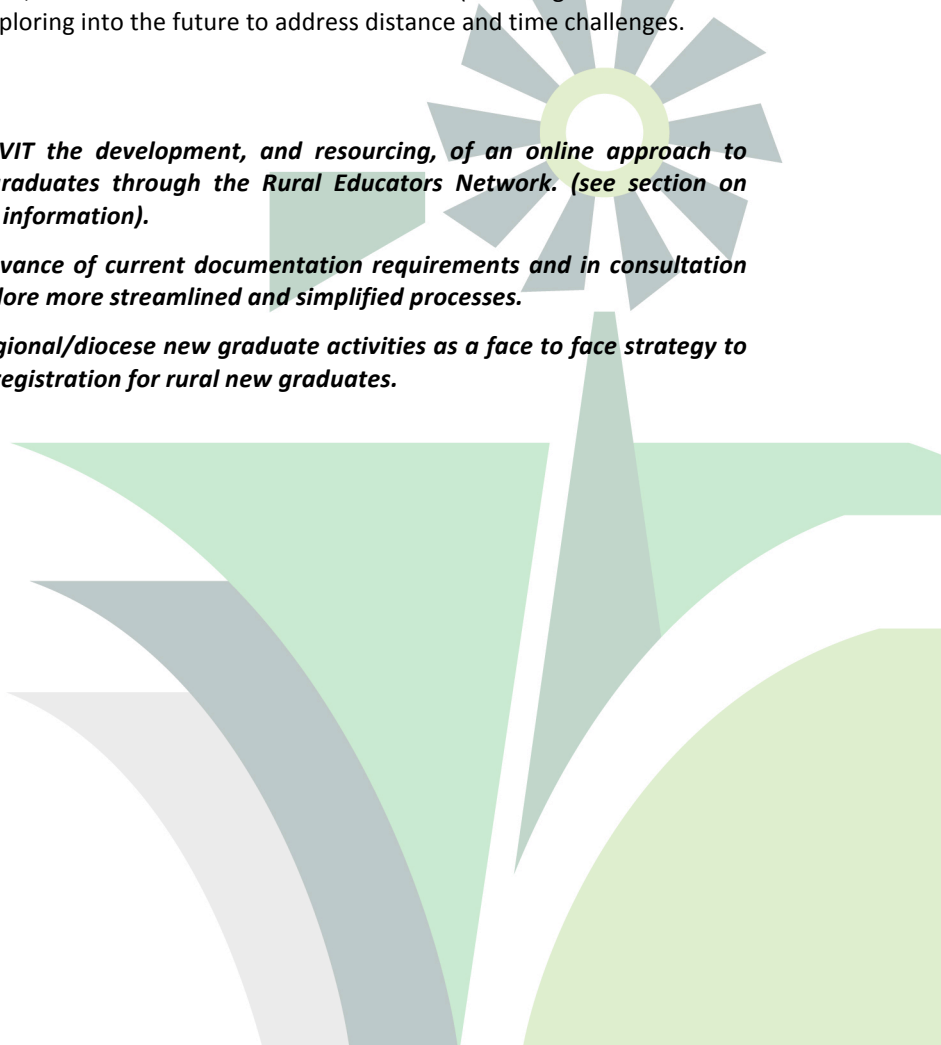 ploring into the future to address distance and time challenges.
VIT the development, and resourcing, of an online approach to
graduates through the Rural Educators Network. (see section on
information).
vance of current documentation requirements and in consultation
lore more streamlined and simplified processes.
gional/diocese new graduate activities as a face to face strategy to
registration for rural new graduates.